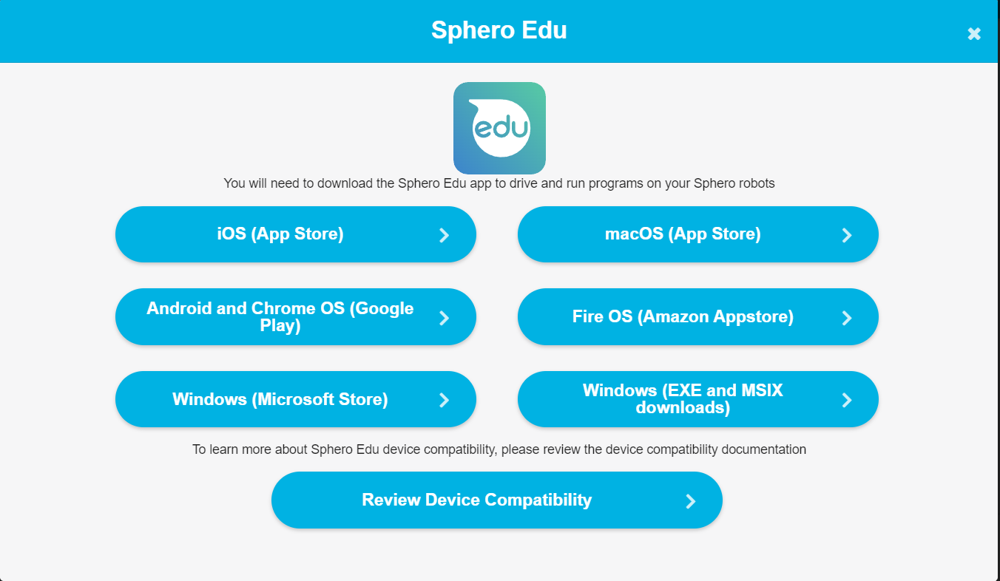 Sphero Edu
edu
You will need to download the Sphero Edu app to drive and run programs on your Sphero robots
iOS (App Store)
macOS (App Store)
Android and Chrome OS (Google
Play)
Fire OS (Amazon Appstore)
Windows (Microsoft Store)
Windows (EXE and MSIX
downloads)
To learn more about Sphero Edu device compatibility, please review the device compatibility documentation
Review Device Compatibility